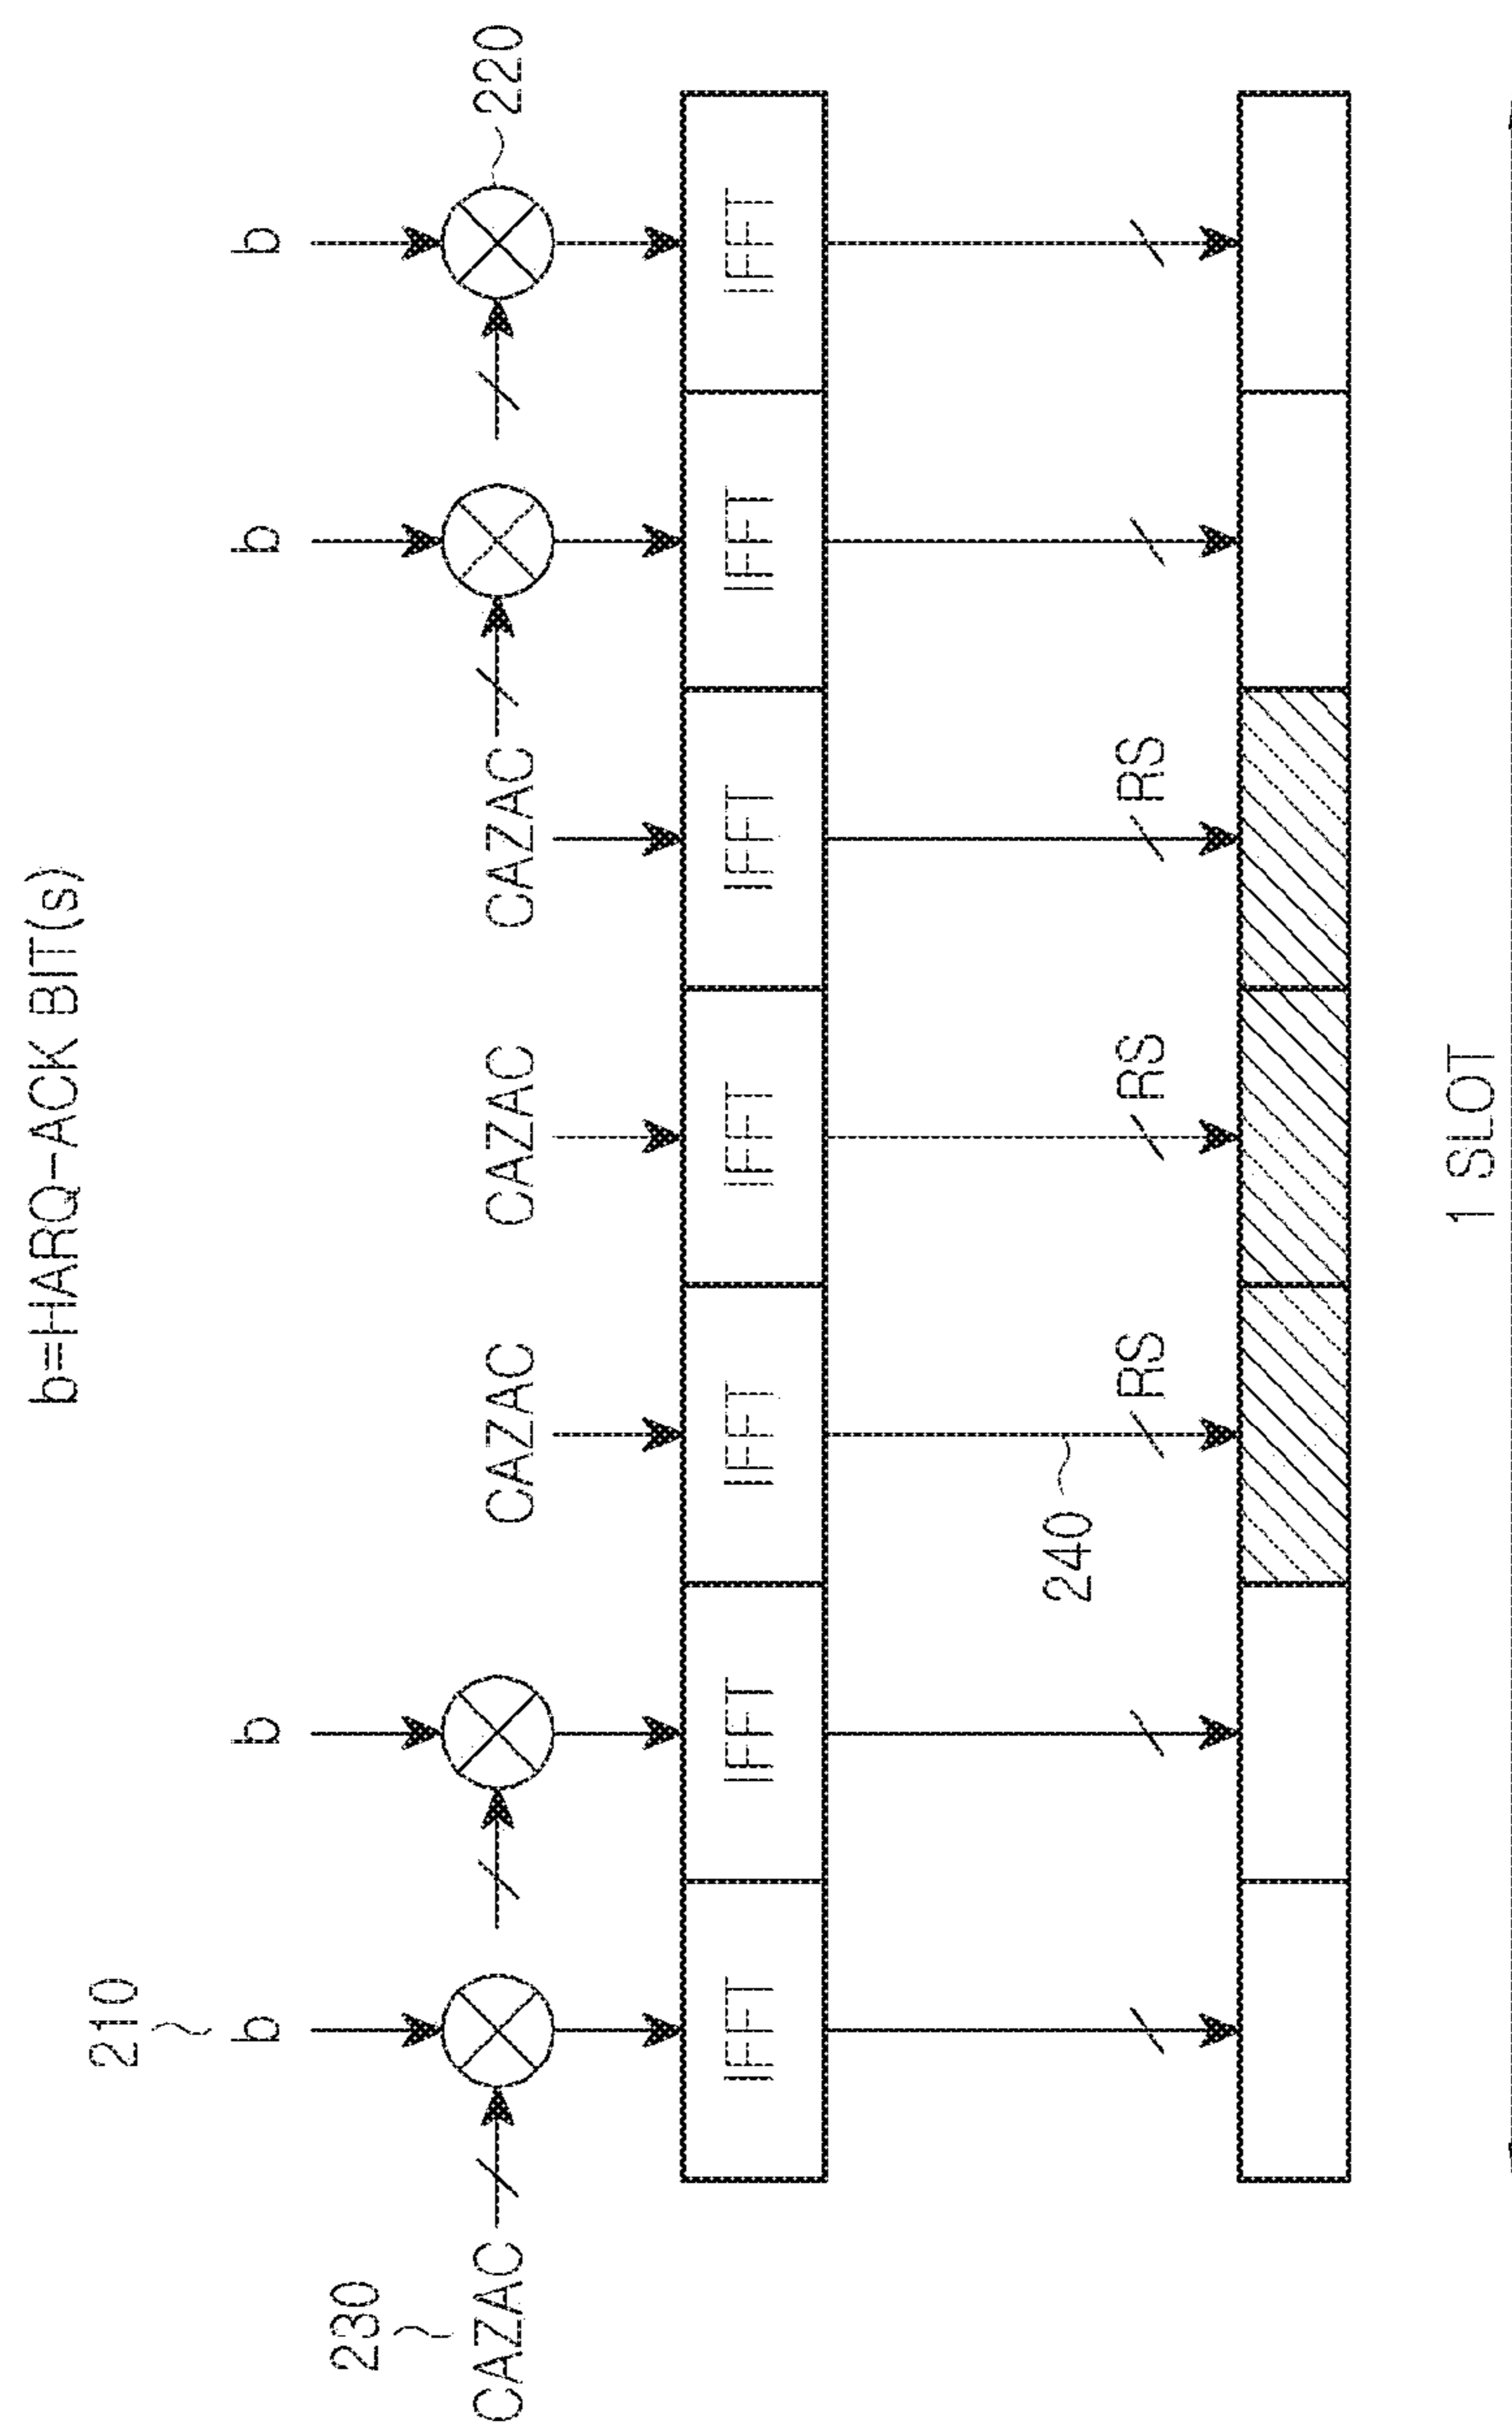 b=HARQ-ACK BIT(s)
210
b b b b
230
220
CAZAC CAZAC CAZAC CAZAC
IFFT IFFT IFFT IFFT IFFT IFFT IFFT
240
RS RS RS
1 SLOT